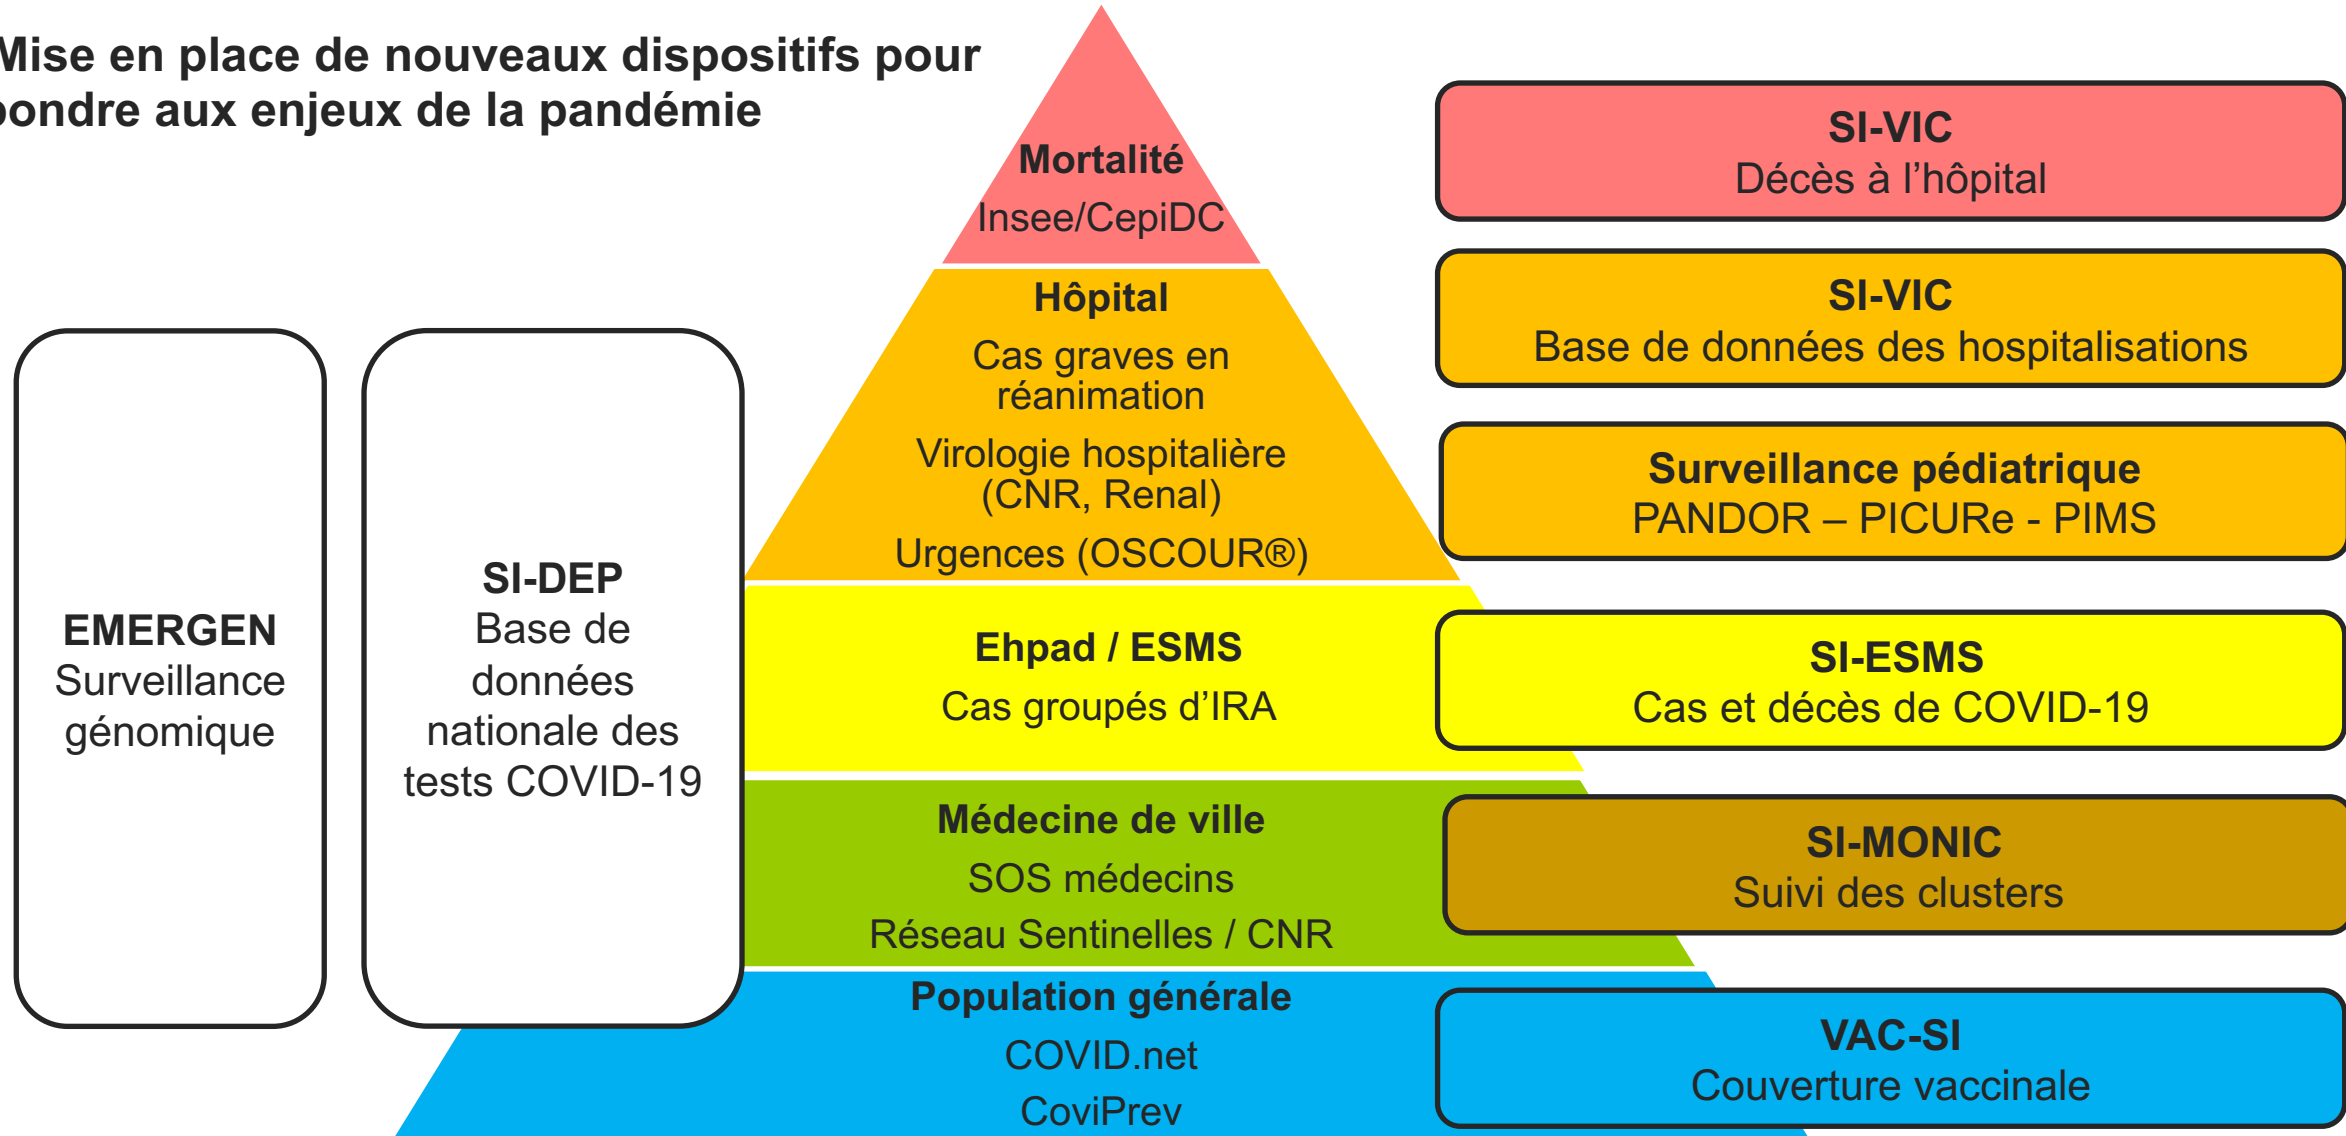 Mise en place de nouveaux dispositifs pour
pondre aux enjeux de la pandémie
Mortalité
Insee/CepiDC
Hôpital
Cas graves en
réanimation
Virologie hospitalière
(CNR, Renal)
Urgences (OSCOUR®)
Ehpad / ESMS
Cas groupés d’IRA
Médecine de ville
SOS médecins
Réseau Sentinelles / CNR
Population générale
COVID.net
CoviPrev
EMERGEN
Surveillance
génomique
SI-DEP
Base de
données
nationale des
tests COVID-19
SI-VIC
Décès à l’hôpital
SI-VIC
Base de données des hospitalisations
Surveillance pédiatrique
PANDOR – PICURe - PIMS
SI-ESMS
Cas et décès de COVID-19
SI-MONIC
Suivi des clusters
VAC-SI
Couverture vaccinale